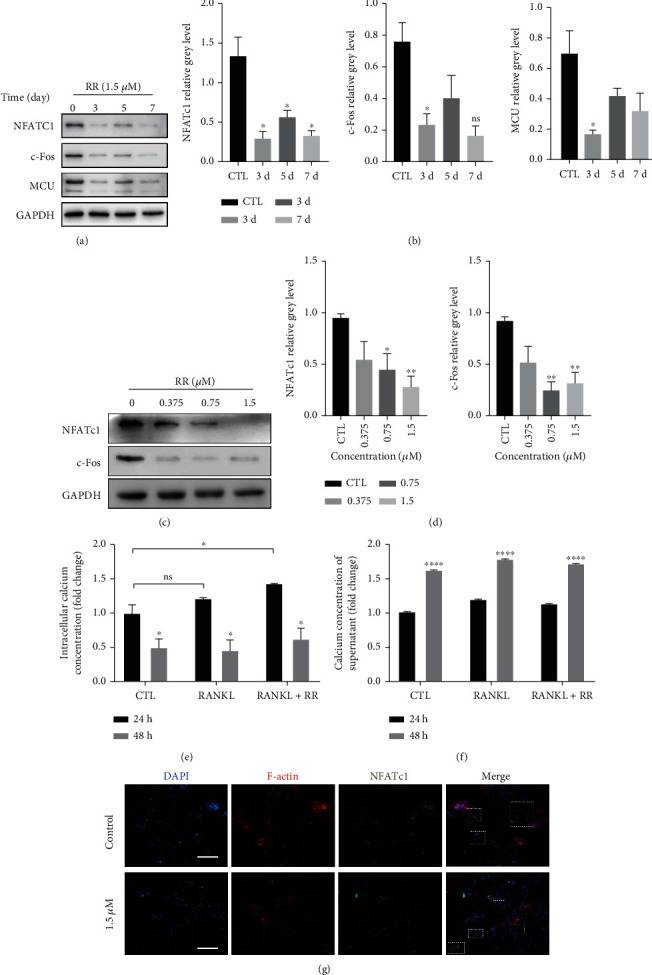 RR (1.5 μM)
Time (day)
0 3 5 7
NFATC1
c-Fos
MCU
GAPDH
(a)
NFATc1 relative grey level
2.0
1.5
1.0
0.5
0.0
*
*
*
CTL 3 d 5 d 7 d
c-Fos relative grey level
1.0
0.8
0.6
0.4
0.2
0.0
*
ns
CTL 3 d 5 d 7 d
MCU relative grey level
1.0
0.8
0.6
0.4
0.2
0.0
*
CTL 3 d 5 d 7 d
CTL 3 d
3 d 7 d
(b)
RR (μM)
0 0.375 0.75 1.5
NFATc1
c-Fos
GAPDH
(c)
NFATc1 relative grey level
1.5
1.0
0.5
0.0
*
**
CTL 0.375 0.75 1.5
Concentration (μM)
c-Fos relative grey level
1.5
1.0
0.5
0.0
**
**
CTL 0.375 0.75 1.5
Concentration (μM)
CTL 0.75
0.375 1.5
(d)
Intracellular calcium
concentration (fold change)
2.0
1.5
1.0
0.5
0.0
*
ns
*
*
*
CTL RANKL RANKL + RR
24 h
48 h
(e)
Calcium concentration of
supernatant (fold change)
2.0
1.5
1.0
0.5
0.0
****
****
****
CTL RANKL RANKL + RR
24 h
48 h
(f)
DAPI F-actin NFATc1 Merge
Control
1.5 μM
(g)